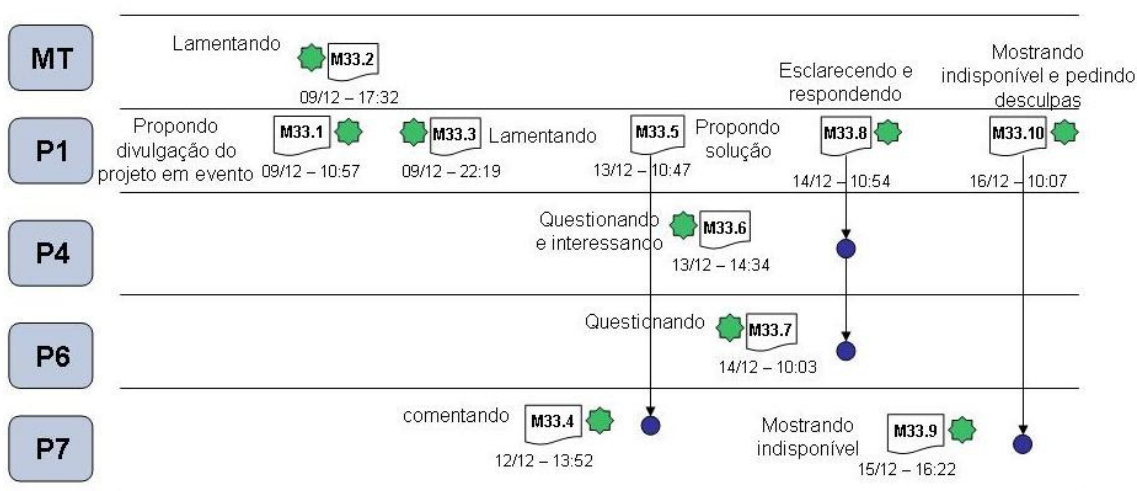 MT
Lamentando
M33.2
09/12 – 17:32
Esclarecendo e
respondendo
Mostrando
indisponível e pedindo
desculpas
P1
Propondo
divulgação do
projeto em evento
M33.1
09/12 – 10:57
M33.3
Lamentando
09/12 – 22:19
M33.5
Propondo
solução
13/12 – 10:47
M33.8
14/12 – 10:54
M33.10
16/12 – 10:07
P4
Questionando
e interessando
M33.6
13/12 – 14:34
P6
Questionando
M33.7
14/12 – 10:03
P7
comentando
M33.4
12/12 – 13:52
Mostrando
indisponível
M33.9
15/12 – 16:22